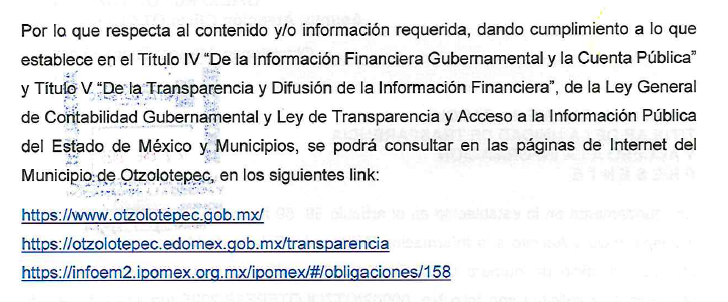 Por lo que respecta al contenido y/o información requerida, dando cumplimiento a lo que
establece en el Título IV “De la Información Financiera Gubernamental y la Cuenta Pública”
y Título V “De la Transparencia y Difusión de la Información Financiera”, de la Ley General
de Contabilidad Gubernamental y Ley de Transparencia y Acceso a la Información Pública
del Estado de México y Municipios, se podrá consultar en las páginas de Internet del
Municipio de Otzolotepec, en los siguientes link:
https://www.otzolotepec.gob.mx/
https://otzolotepec.edomex.gob.mx/transparencia
https://infoem2.ipomex.org.mx/ipomex/#/obligaciones/158